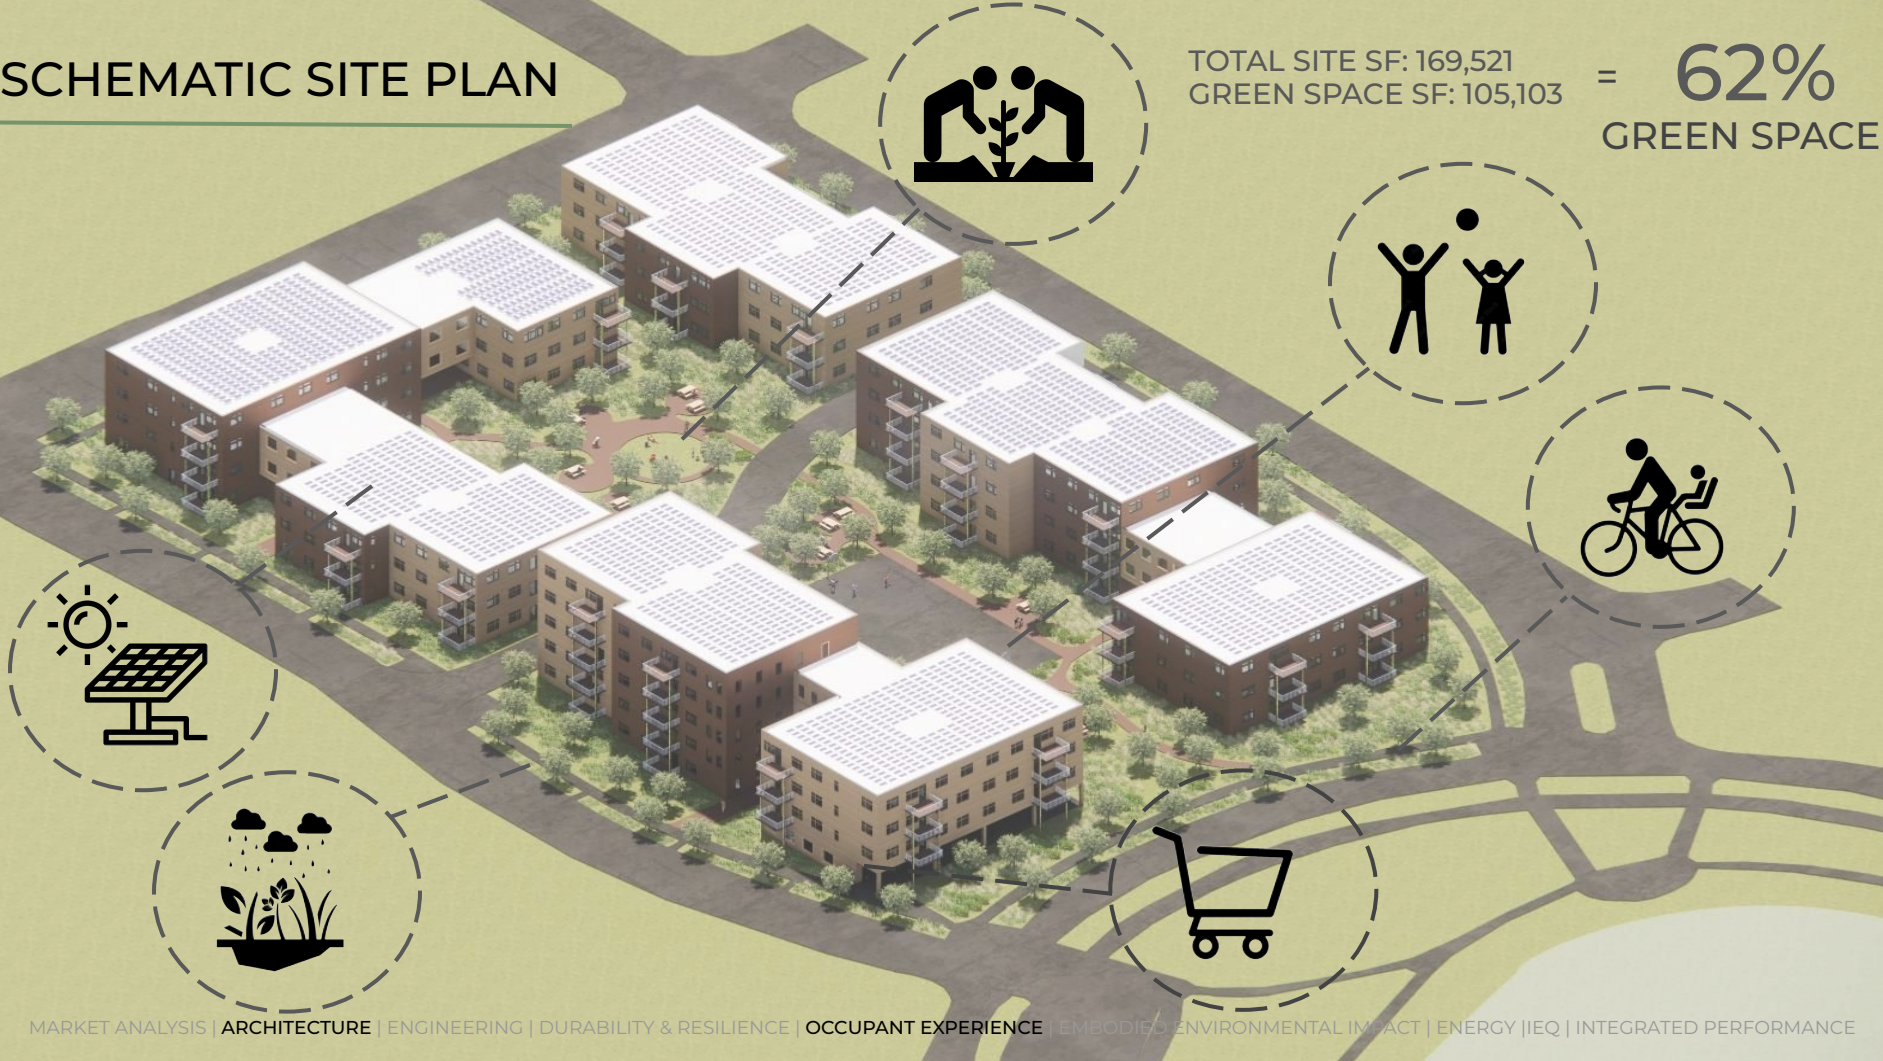 SCHEMATIC SITE PLAN
TOTAL SITE SF: 169,521
GREEN SPACE SF: 105,103
= 62%
GREEN SPACE
MARKET ANALYSIS | ARCHITECTURE | ENGINEERING | DURABILITY & RESILIENCE | OCCUPANT EXPERIENCE | EMBODIED ENVIRONMENTAL IMPACT | ENERGY |IEQ | INTEGRATED PERFORMANCE